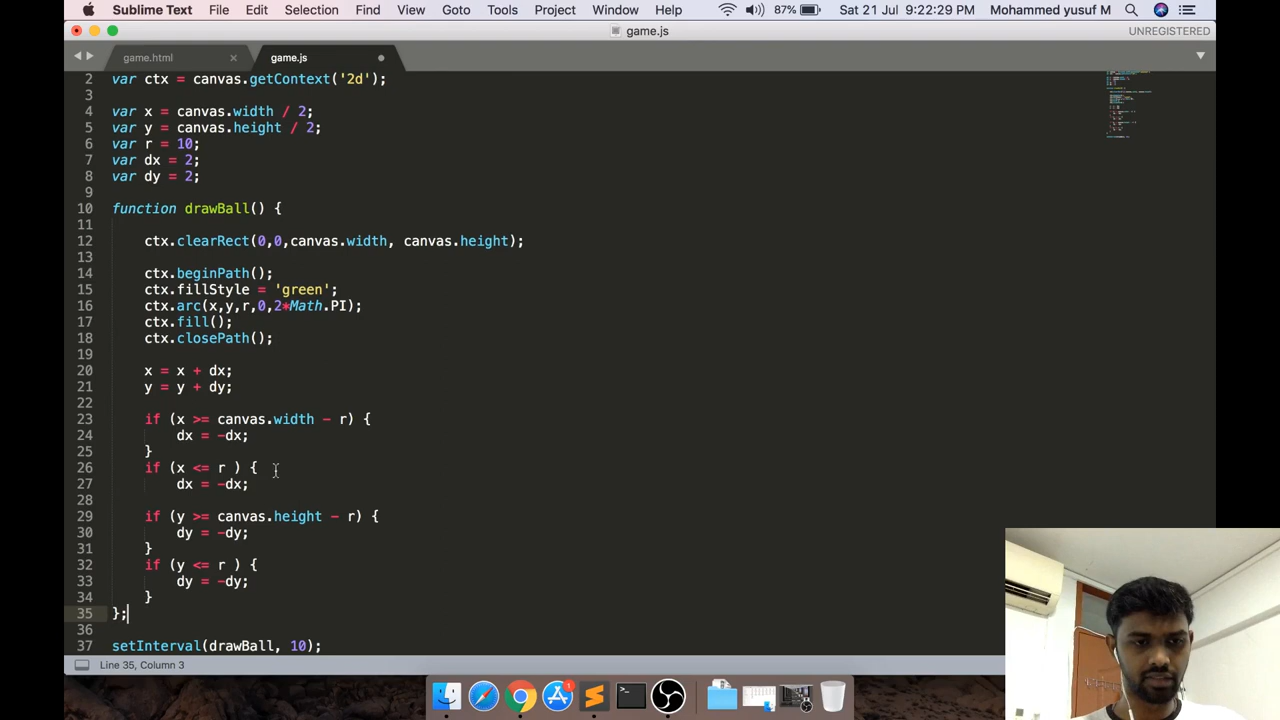 Sublime Text File Edit Selection Find View Goto Tools Project Window Help 87% Sat 21 Jul 9:22:29 PM Mohammed yusuf M
game.js
UNREGISTERED
game.html
game.js
2 var ctx = canvas.getContext('2d');
3
4 var x = canvas.width / 2;
5 var y = canvas.height / 2;
6 var r = 10;
7 var dx = 2;
8 var dy = 2;
9
10 function drawBall() {
11
12 ctx.clearRect(0,0,canvas.width, canvas.height);
13
14 ctx.beginPath();
15 ctx.fillStyle = 'green';
16 ctx.arc(x,y,r,0,2*Math.PI);
17 ctx.fill();
18 ctx.closePath();
19
20 x = x + dx;
21 y = y + dy;
22
23 if (x >= canvas.width - r) {
24 dx = -dx;
25 }
26 if (x <= r ) {
27 dx = -dx;
28
29 if (y >= canvas.height - r) {
30 dy = -dy;
31 }
32 if (y <= r ) {
33 dy = -dy;
34 }
35 };
36
37 setInterval(drawBall, 10);
Line 35, Column 3
1